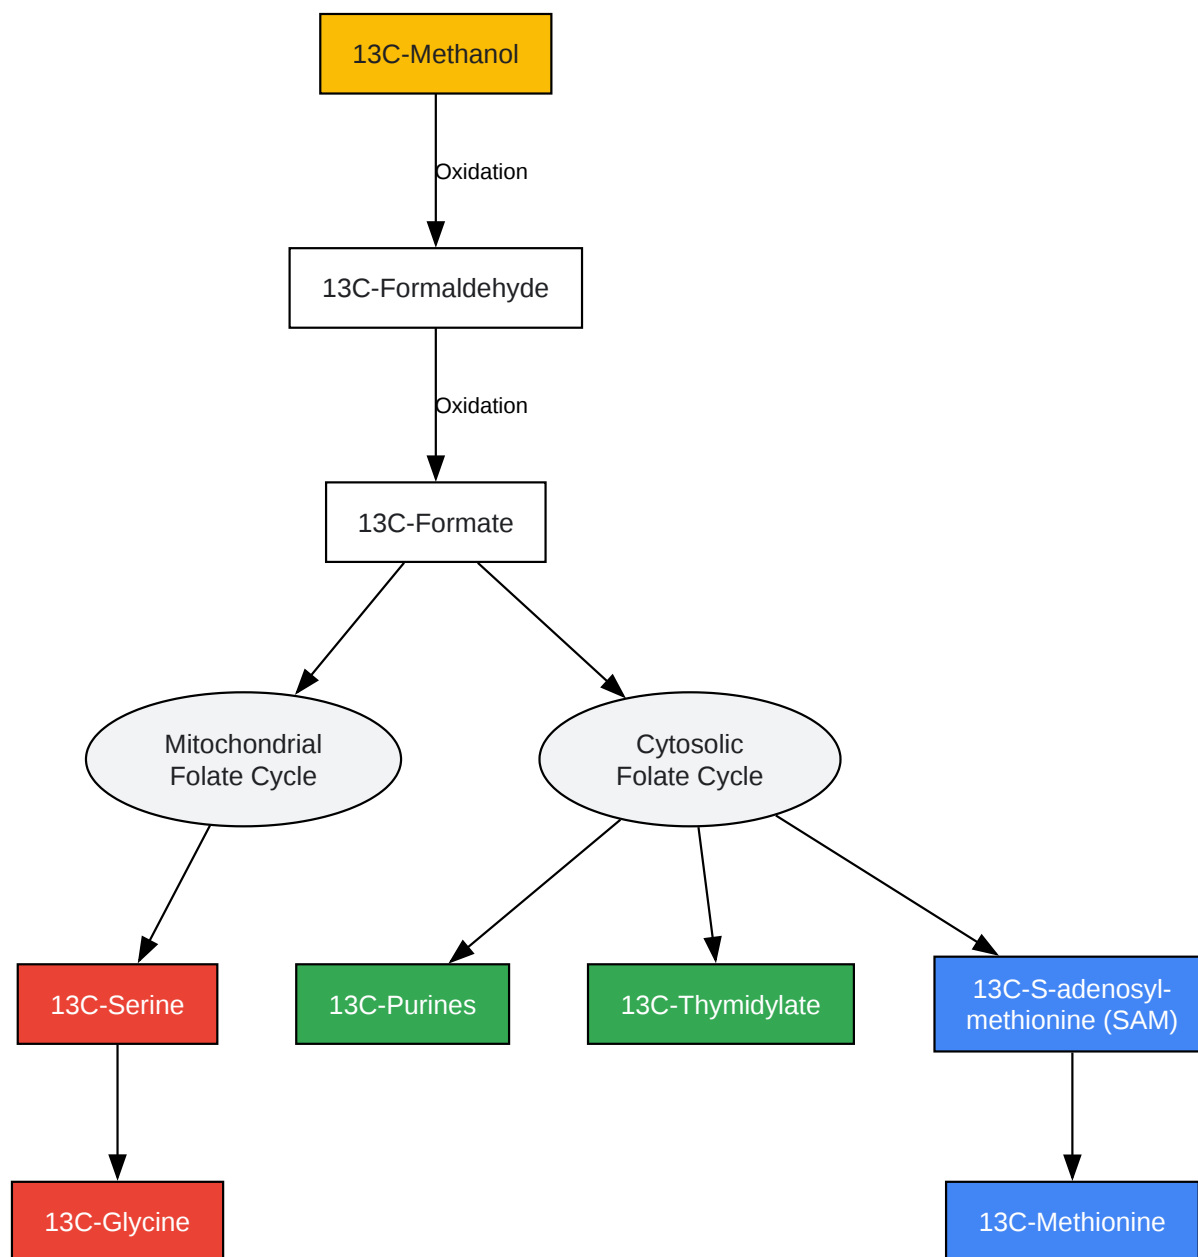 13C-Methanol
Oxidation
13C-Formaldehyde
Oxidation
13C-Formate
Mitochondrial
Folate Cycle
Cytosolic
Folate Cycle
13C-Serine
13C-Purines
13C-Thymidylate
13C-S-adenosyl-
methionine (SAM)
13C-Glycine
13C-Methionine